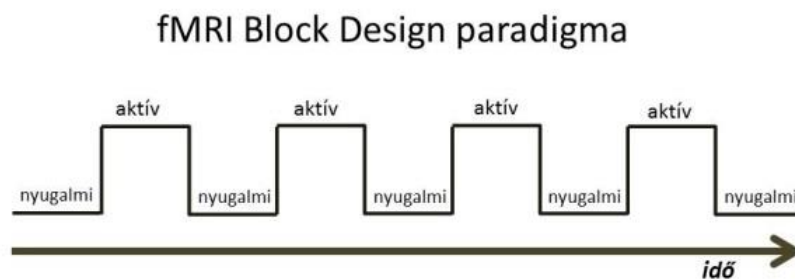 fMRI Block Design paradigma
aktív aktív aktív aktív
nyugalmi nyugalmi nyugalmi nyugalmi nyugalmi
idő